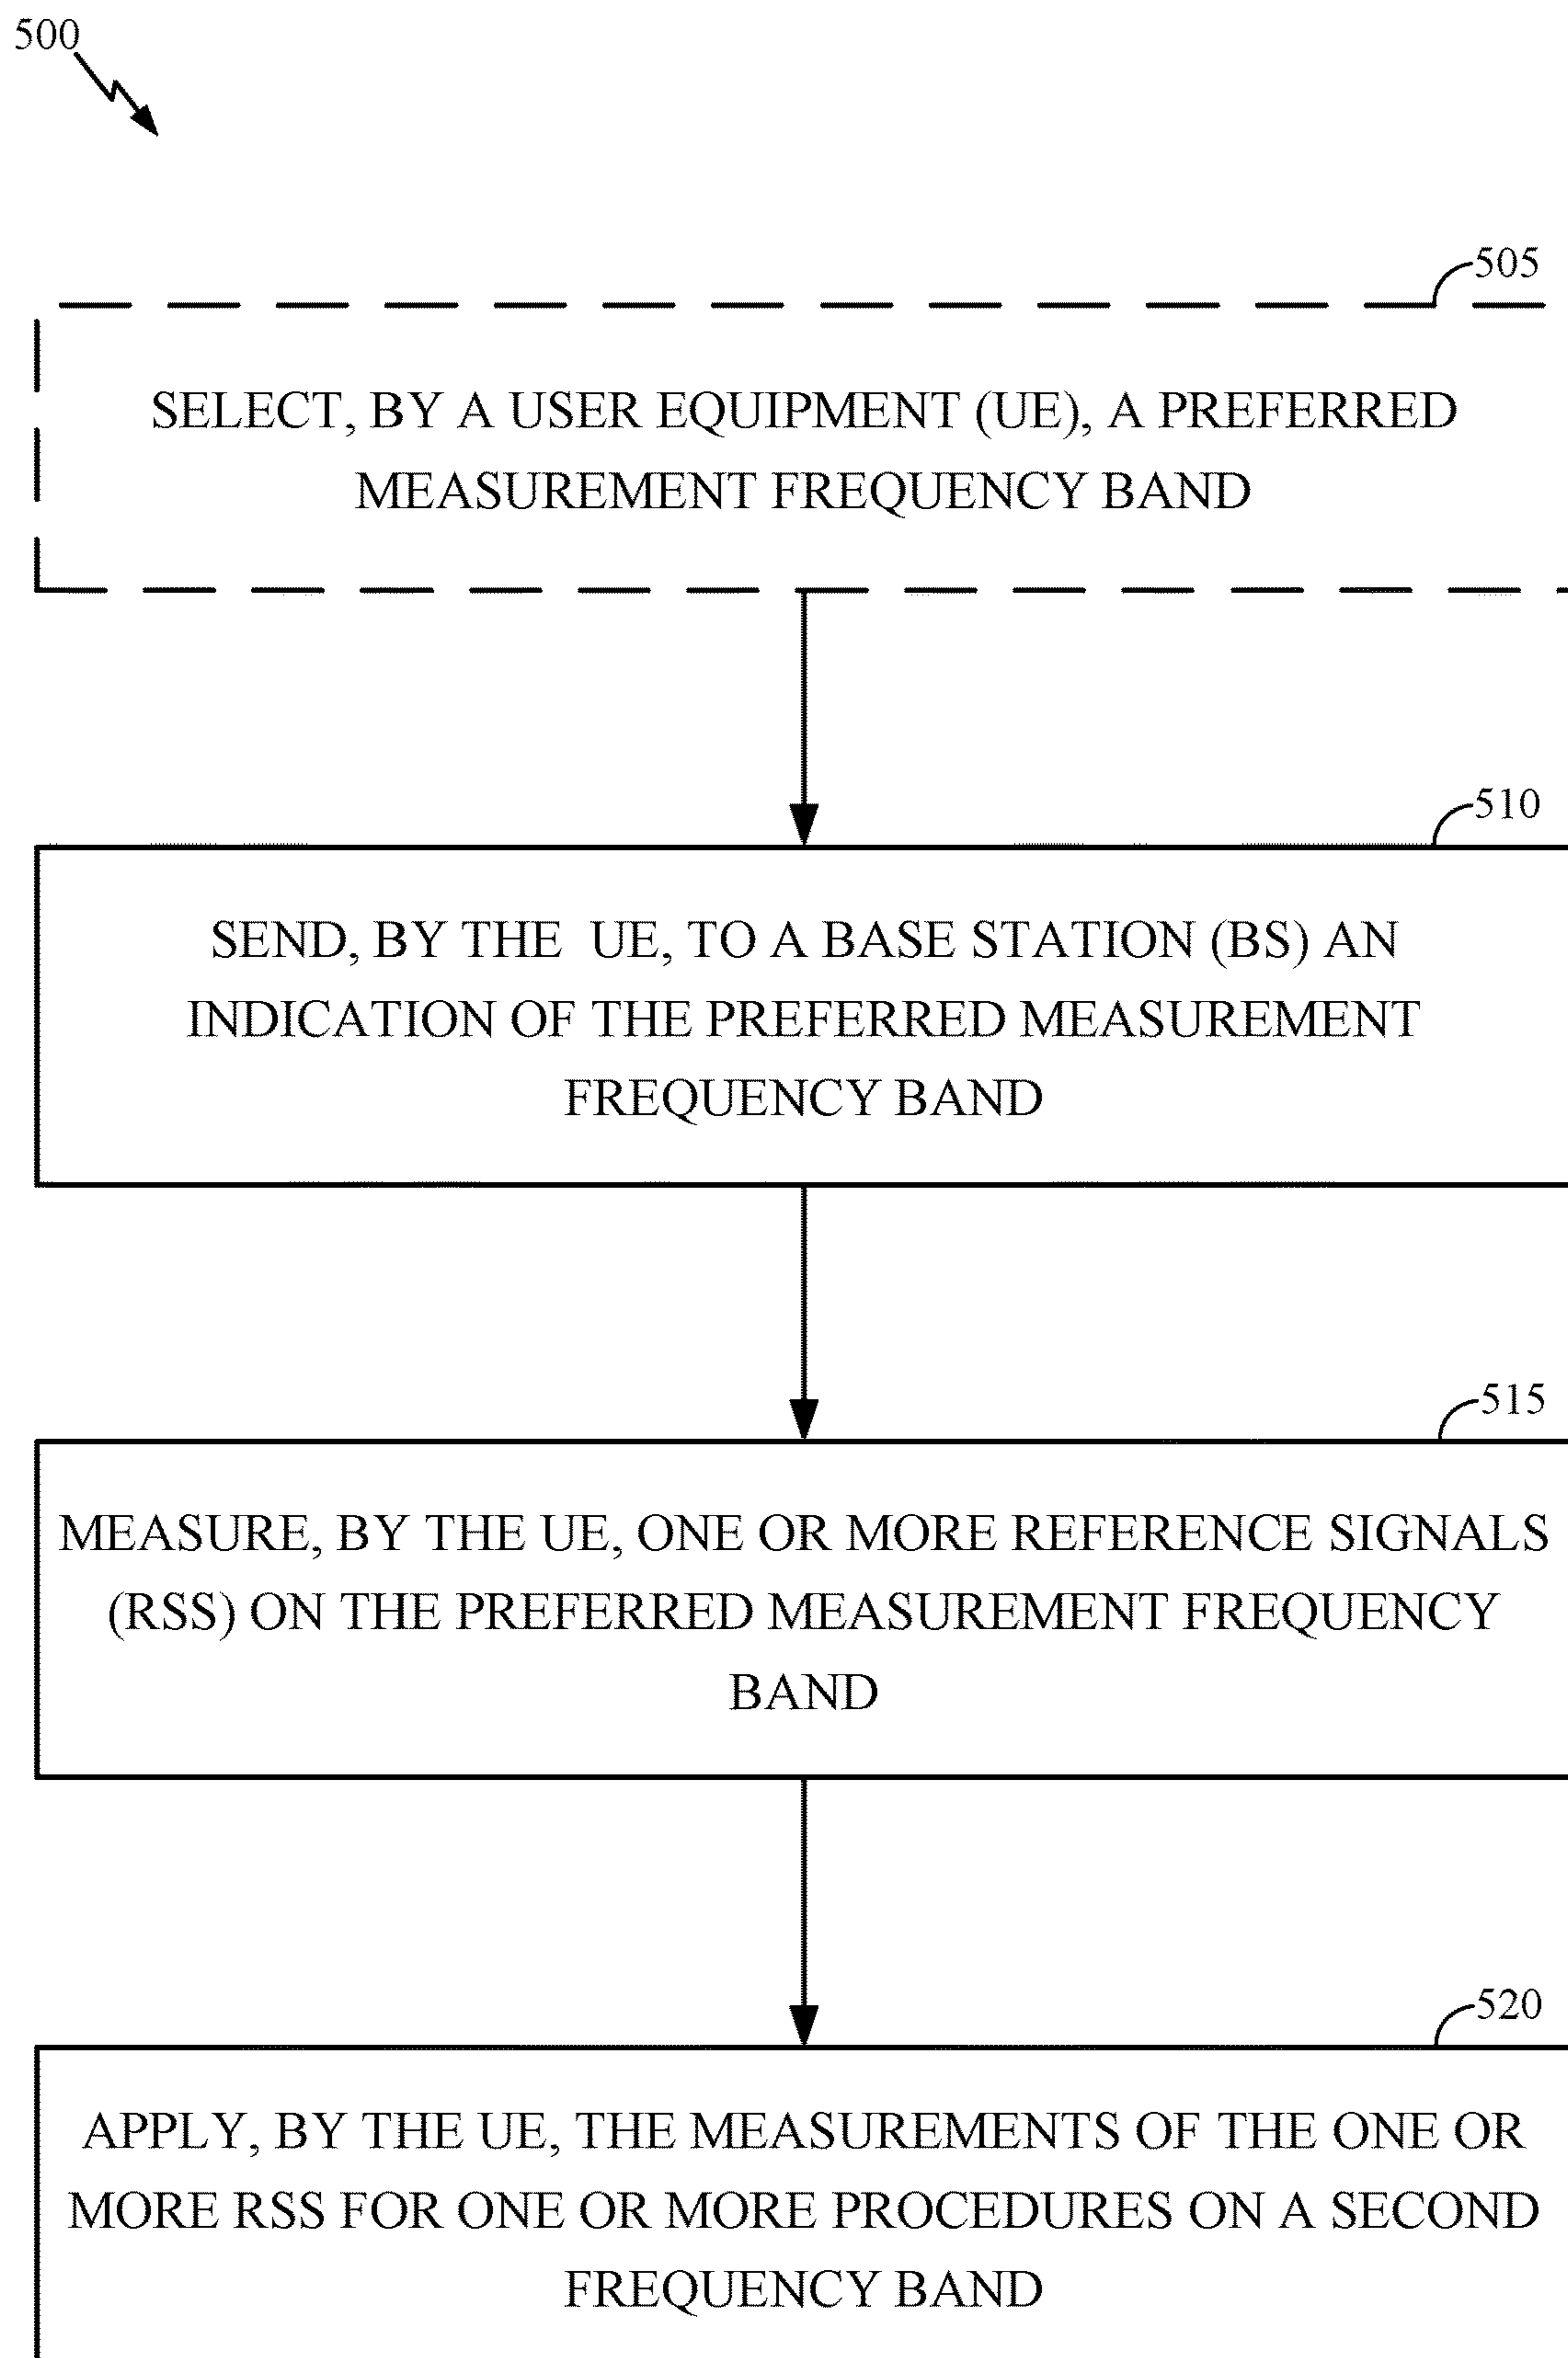 500
505
SELECT, BY A USER EQUIPMENT (UE), A PREFERRED
MEASUREMENT FREQUENCY BAND
510
SEND, BY THE UE, TO A BASE STATION (BS) AN
INDICATION OF THE PREFERRED MEASUREMENT
FREQUENCY BAND
515
MEASURE, BY THE UE, ONE OR MORE REFERENCE SIGNALS
(RSS) ON THE PREFERRED MEASUREMENT FREQUENCY
BAND
520
APPLY, BY THE UE, THE MEASUREMENTS OF THE ONE OR
MORE RSS FOR ONE OR MORE PROCEDURES ON A SECOND
FREQUENCY BAND